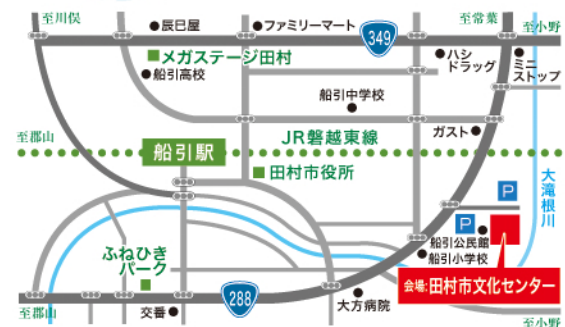 至川俣
辰巳屋
ファミリーマート
至常葉
至小野
349
メガステージ田村
船引高校
ハシ
ドラッグ
ミニ
ストップ
船引中学校
ガスト
至郡山
JR磐越東線
船引駅
田村市役所
大滝根川
P
P
船引公民館
船引小学校
ふねひき
パーク
会場:田村市文化センター
288
大方病院
至郡山
交番
至小野